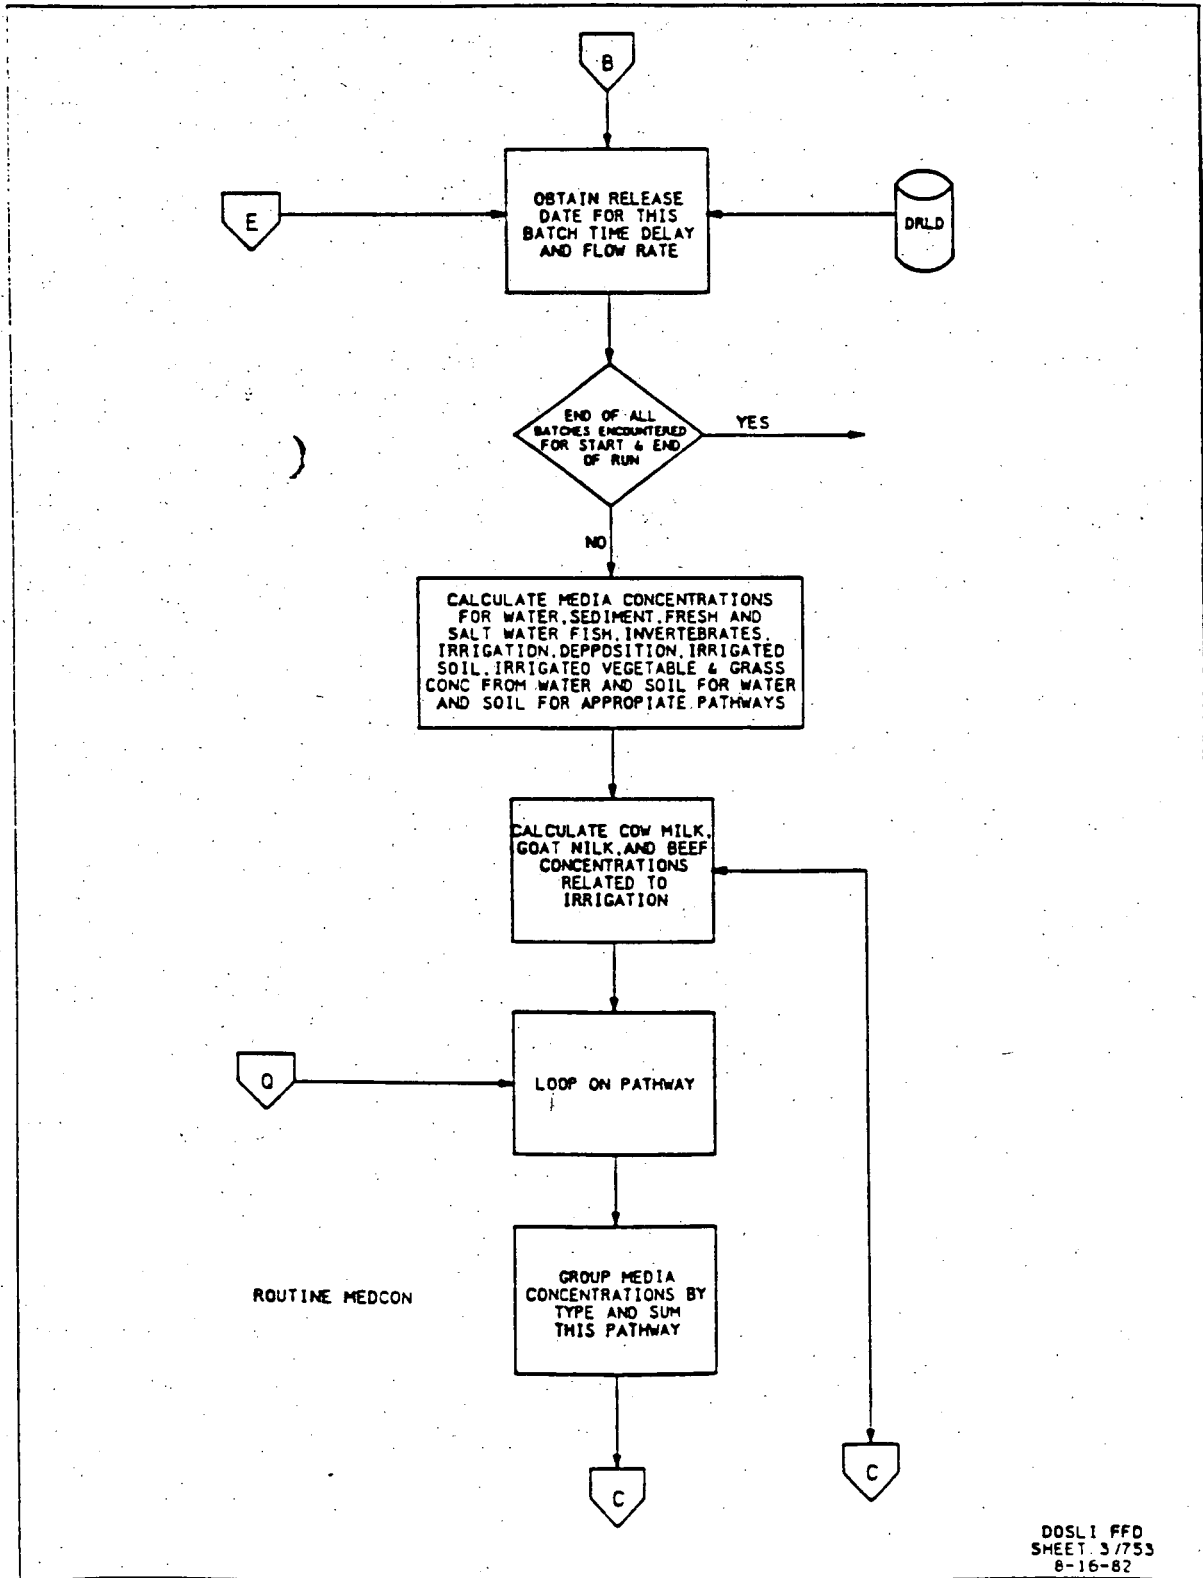 B
OBTAIN RELEASE
DATE FOR THIS
BATCH TIME DELAY
AND FLOW RATE
E
DRLD
END OF ALL
BATCHES ENCOUNTERED
FOR START & END
OF RUN
YES
NO
CALCULATE MEDIA CONCENTRATIONS
FOR WATER, SEDIMENT, FRESH AND
SALT WATER FISH, INVERTEBRATES,
IRRIGATION, DEPPOSITION, IRRIGATED
SOIL, IRRIGATED VEGETABLE & GRASS
CONC FROM WATER AND SOIL FOR WATER
AND SOIL FOR APPROPIATE PATHWAYS
CALCULATE COW MILK,
GOAT MILK, AND BEEF
CONCENTRATIONS
RELATED TO
IRRIGATION
Q
LOOP ON PATHWAY
ROUTINE MEDCON
GROUP MEDIA
CONCENTRATIONS BY
TYPE AND SUM
THIS PATHWAY
C
C
DOSLI FFD
SHEET 3/753
8-16-82